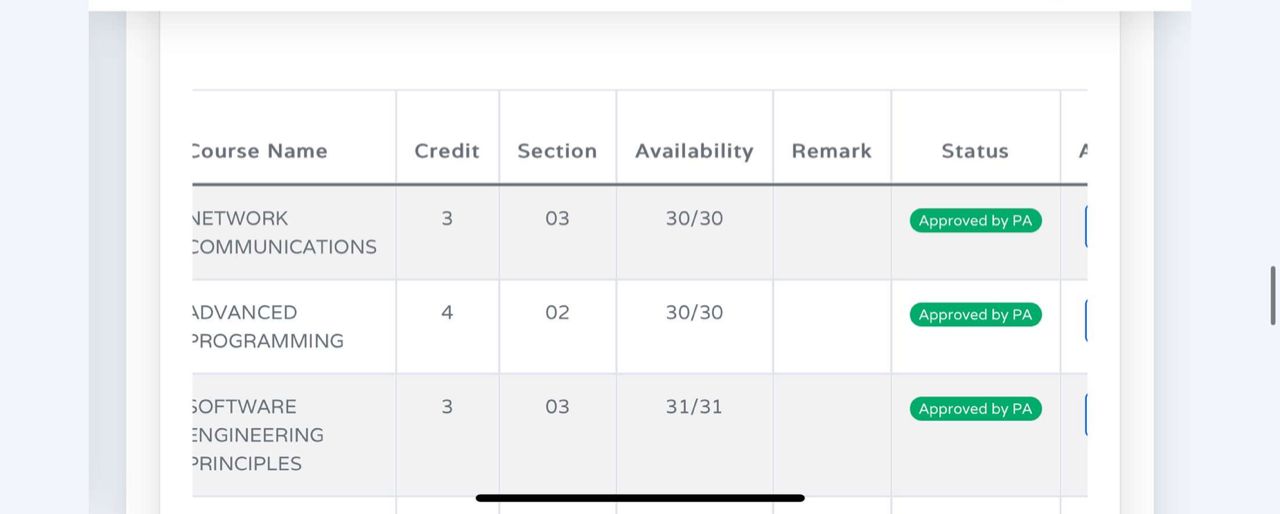 Course Name Credit Section Availability Remark Status
NETWORK COMMUNICATIONS 3 03 30/30 Approved by PA
ADVANCED PROGRAMMING 4 02 30/30 Approved by PA
SOFTWARE ENGINEERING PRINCIPLES 3 03 31/31 Approved by PA